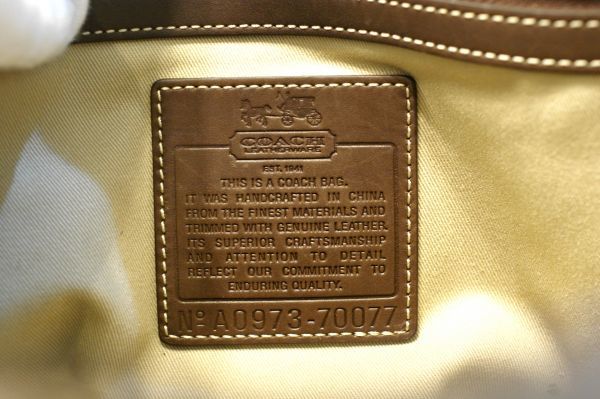 COACH
LEATHERWARE
EST. 1941
THIS IS A COACH BAG.
IT WAS HANDCRAFTED IN CHINA
FROM THE FINEST MATERIALS AND
TRIMMED WITH GENUINE LEATHER.
ITS SUPERIOR CRAFTSMANSHIP
AND ATTENTION TO DETAIL
REFLECT OUR COMMITMENT TO
ENDURING QUALITY.
Nº A0973-70077